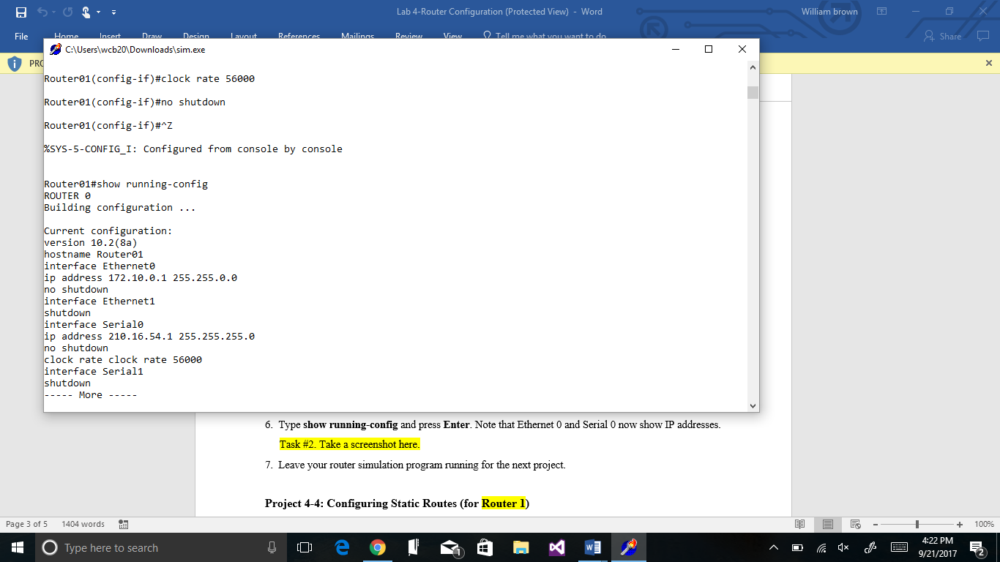 Lab 4-Router Configuration (Protected View) - Word
William brown
File Home Insert Draw Design Layout References Mailings Review View Tell me what you want to do
Share
PRO
C:\Users\wcb20\Downloads\sim.exe
Router01(config-if)#clock rate 56000
Router01(config-if)#no shutdown
Router01(config-if)#^Z
%SYS-5-CONFIG_I: Configured from console by console
Router01#show running-config
ROUTER 0
Building configuration ...
Current configuration:
version 10.2(8a)
hostname Router01
interface Ethernet0
ip address 172.10.0.1 255.255.0.0
no shutdown
interface Ethernet1
shutdown
interface Serial0
ip address 210.16.54.1 255.255.255.0
no shutdown
clock rate clock rate 56000
interface Serial1
shutdown
----- More -----
6. Type show running-config and press Enter. Note that Ethernet 0 and Serial 0 now show IP addresses.
Task #2. Take a screenshot here.
7. Leave your router simulation program running for the next project.
Project 4-4: Configuring Static Routes (for Router 1)
Page 3 of 5 1404 words
100%
Type here to search
1
4:22 PM
9/21/2017
2